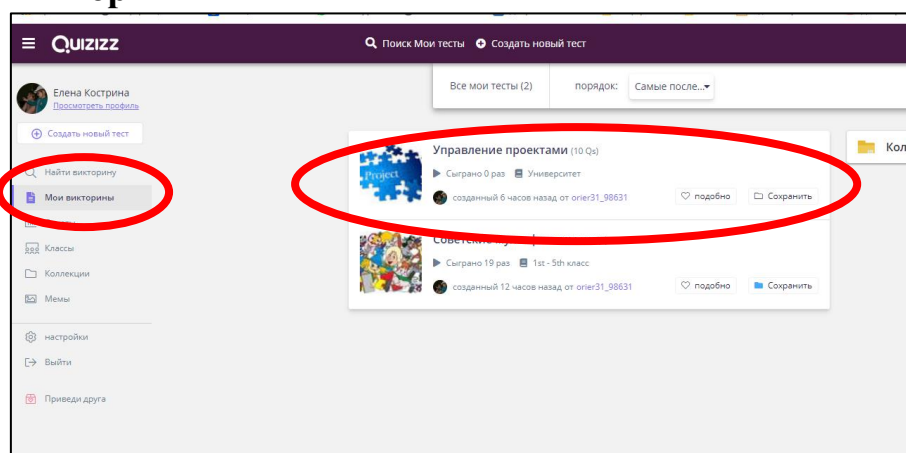 QUIZIZZ
Поиск Мои тесты Создать новый тест
Елена Кострина
Просмотреть профиль
Создать новый тест
Найти викторину
Мои викторины
Классы
Коллекции
Мемы
настройки
Выйти
Приведи друга
Все мои тесты (2) порядок: Самые после...
Project
Управление проектами (10 Qs)
Сыграно 0 раз Университет
созданный 6 часов назад от orier31_98631 подобно Сохранить
Советские
Сыграно 19 раз 1st - 5th класс
созданный 12 часов назад от orier31_98631 подобно Сохранить
Кол